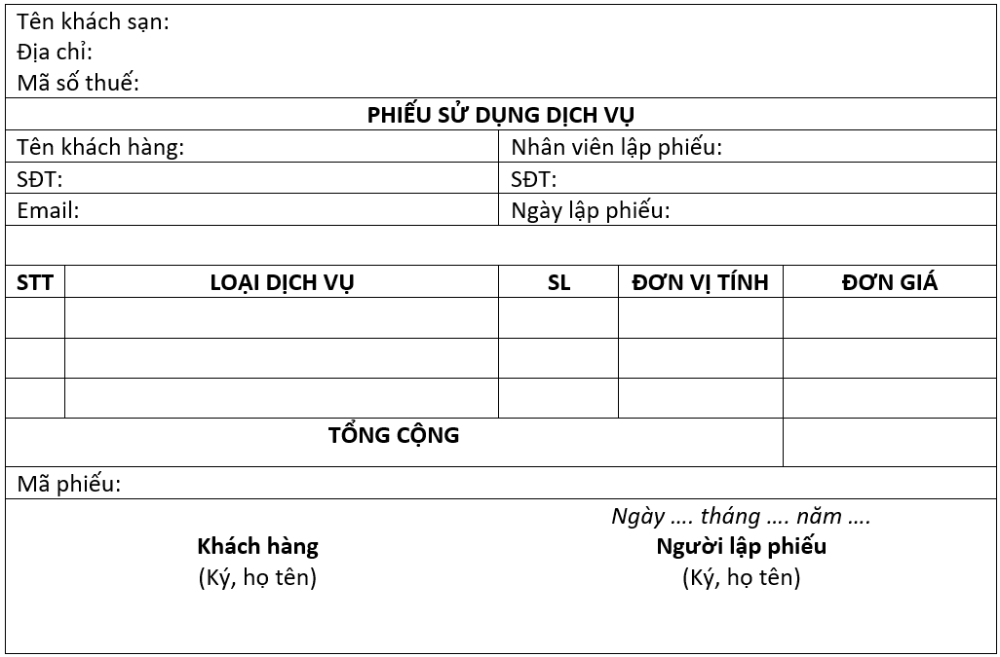 Tên khách sạn:
Địa chỉ:
Mã số thuế:
PHIẾU SỬ DỤNG DỊCH VỤ
Tên khách hàng: Nhân viên lập phiếu:
SĐT: SĐT:
Email: Ngày lập phiếu:
STT LOẠI DỊCH VỤ SL ĐƠN VỊ TÍNH ĐƠN GIÁ
TỔNG CỘNG
Mã phiếu:
Ngày .... tháng .... năm ....
Khách hàng Người lập phiếu
(Ký, họ tên) (Ký, họ tên)